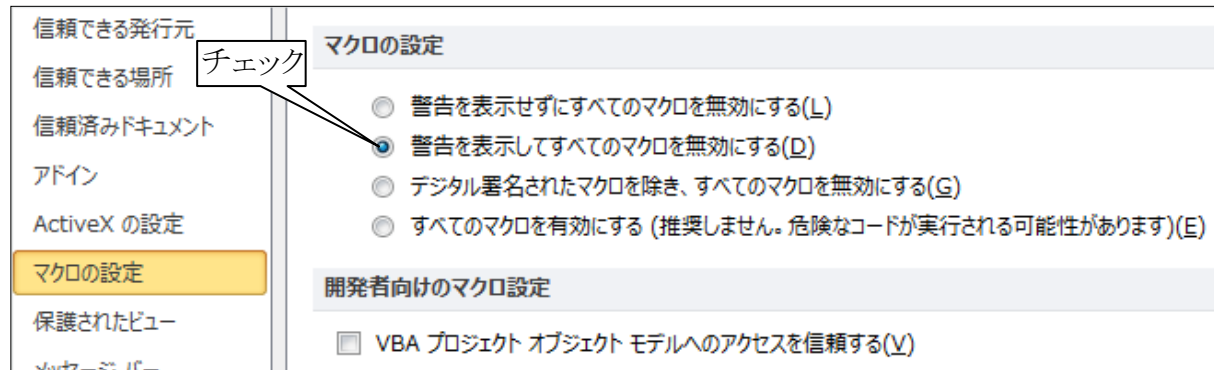 信頼できる発行元
信頼できる場所
信頼済みドキュメント
アドイン
ActiveX の設定
マクロの設定
保護されたビュー
メッセージ バー
チェック
マクロの設定
警告を表示せずにすべてのマクロを無効にする(L)
警告を表示してすべてのマクロを無効にする(D)
デジタル署名されたマクロを除き、すべてのマクロを無効にする(G)
すべてのマクロを有効にする (推奨しません。危険なコードが実行される可能性があります)(E)
開発者向けのマクロ設定
VBA プロジェクト オブジェクト モデルへのアクセスを信頼する(V)